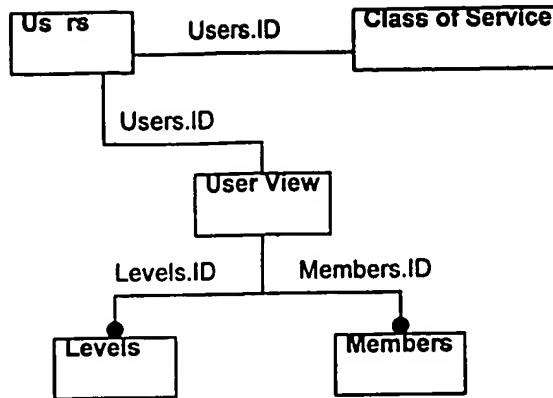 Us rs
Class of Service
Users.ID
Users.ID
User View
Levels.ID
Members.ID
Levels
Members